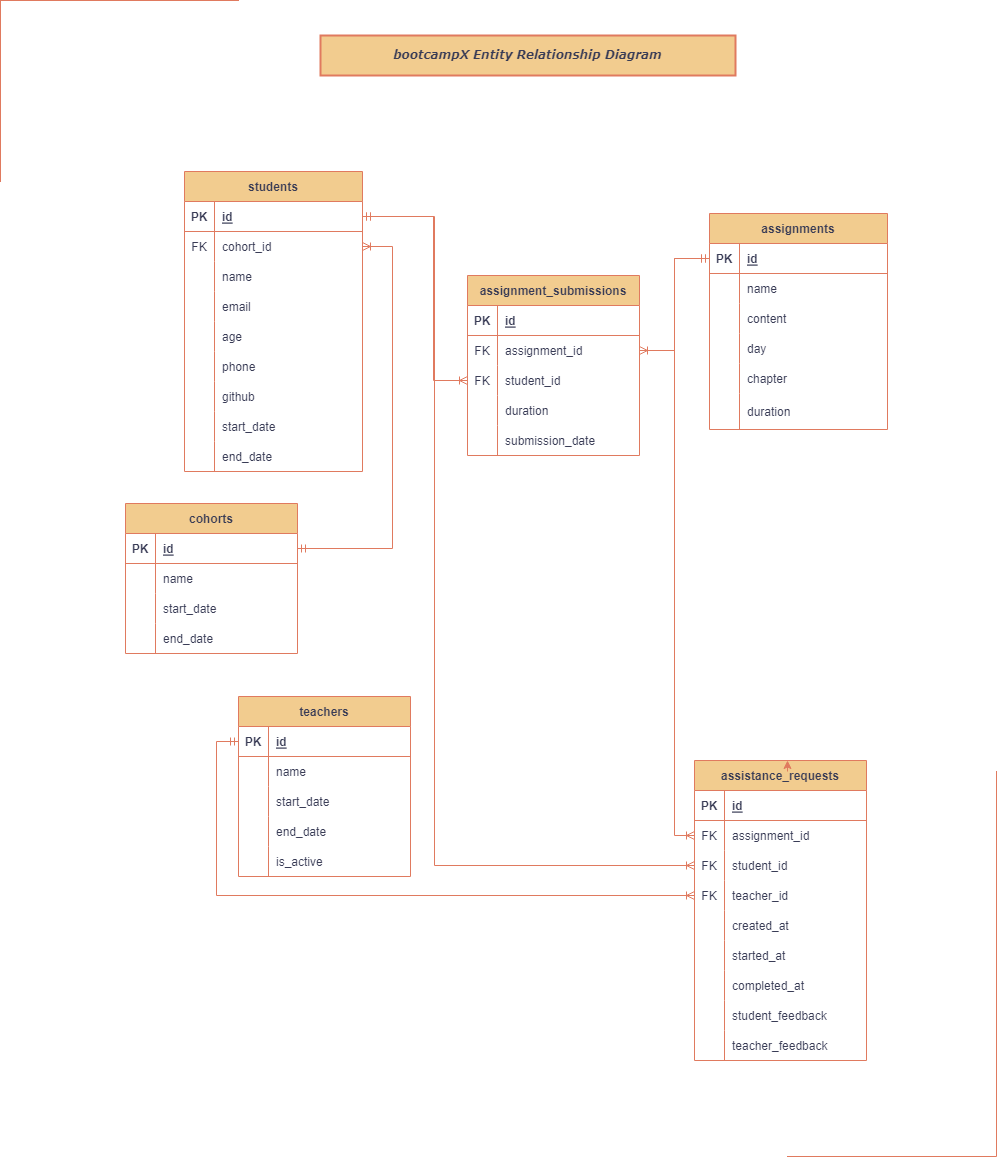 bootcampX Entity Relationship Diagram
students
PK id
FK cohort_id
name
email
age
phone
github
start_date
end_date
assignments
PK id
name
content
day
chapter
duration
assignment_submissions
PK id
FK assignment_id
FK student_id
duration
submission_date
cohorts
PK id
name
start_date
end_date
teachers
PK id
name
start_date
end_date
is_active
assistance_requests
PK id
FK assignment_id
FK student_id
FK teacher_id
created_at
started_at
completed_at
student_feedback
teacher_feedback